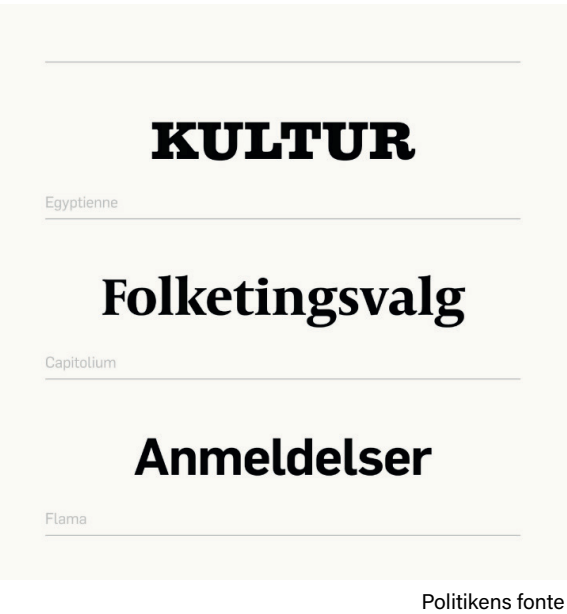 KULTUR
Egyptienne
Folketingsvalg
Capitolium
Anmeldelser
Flama
Politikens fonte